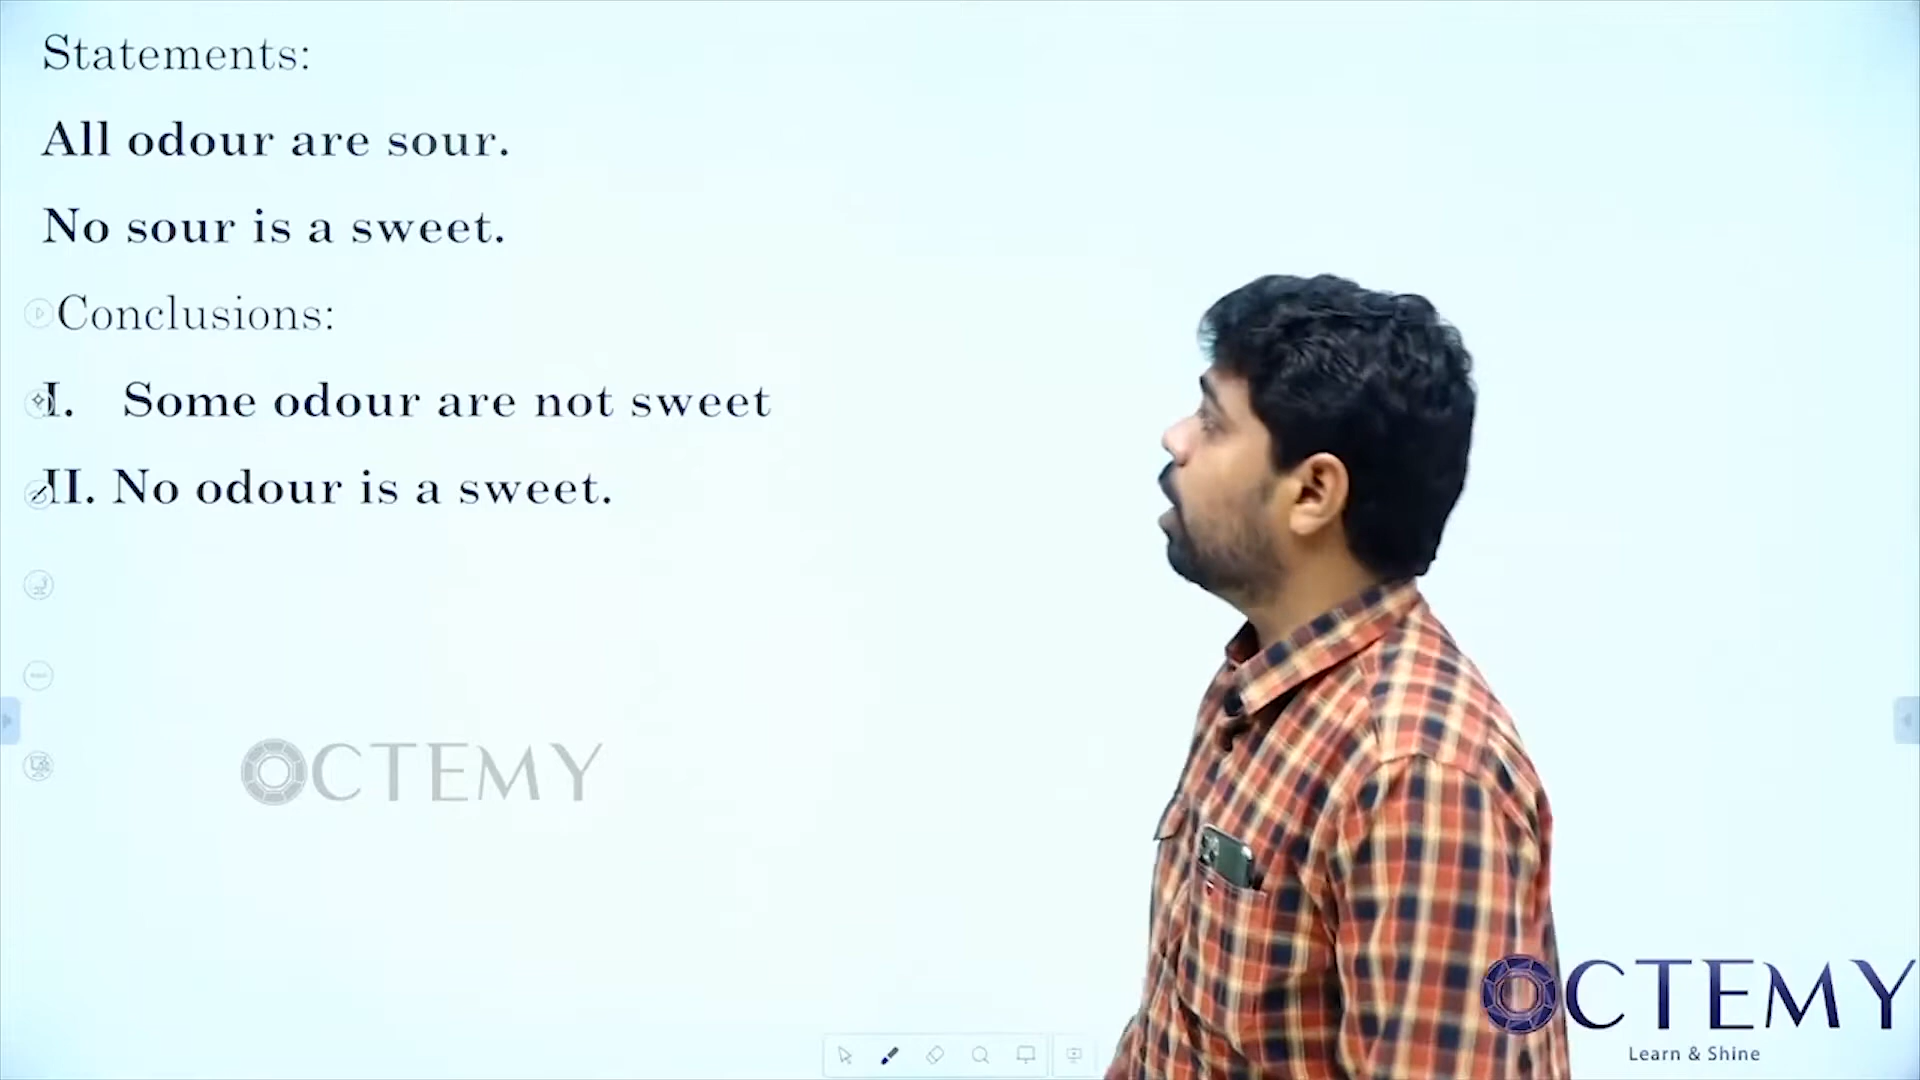 Statements:
All odour are sour.
No sour is a sweet.
Conclusions:
I. Some odour are not sweet
II. No odour is a sweet.
OCTEMY
OCTEMY
Learn & Shine